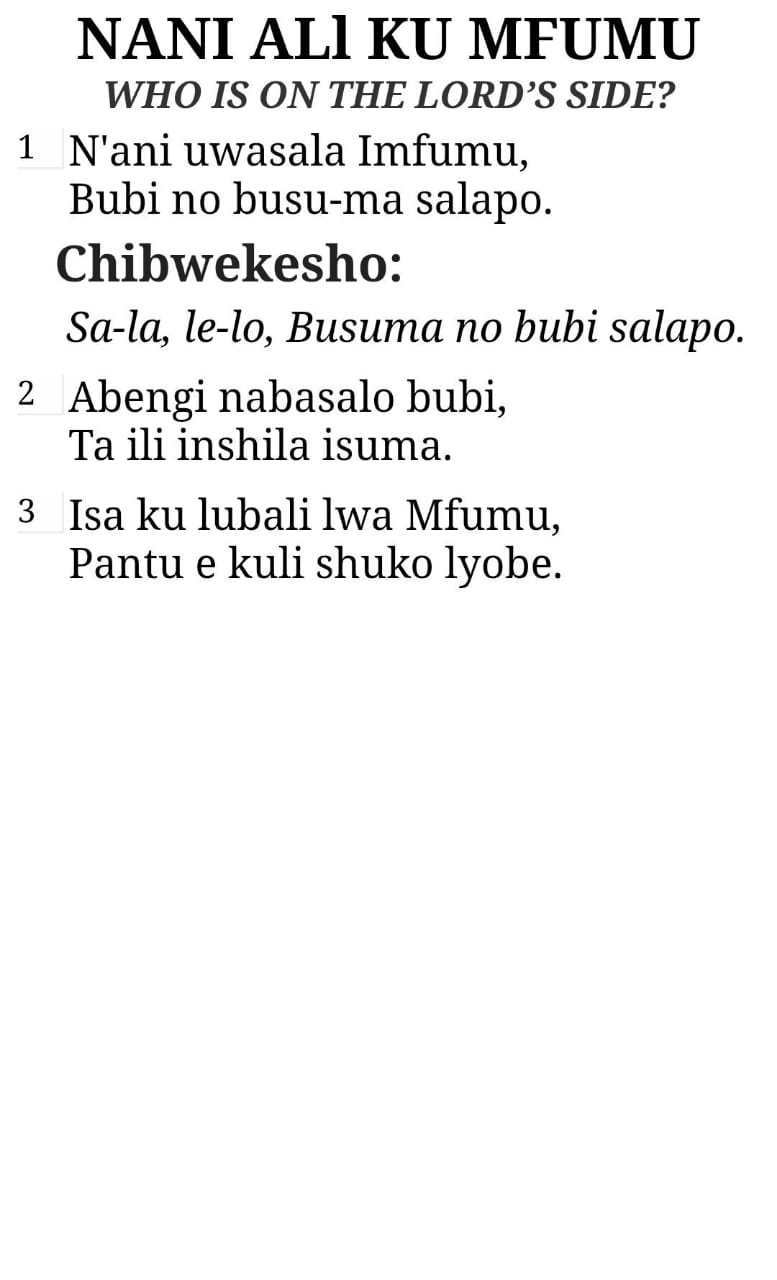 NANI ALl KU MFUMU
WHO IS ON THE LORD’S SIDE?
1 N'ani uwasala Imfumu,
Bubi no busu-ma salapo.
Chibwekesho:
Sa-la, le-lo, Busuma no bubi salapo.
2 Abengi nabasalo bubi,
Ta ili inshila isuma.
3 Isa ku lubali lwa Mfumu,
Pantu e kuli shuko lyobe.